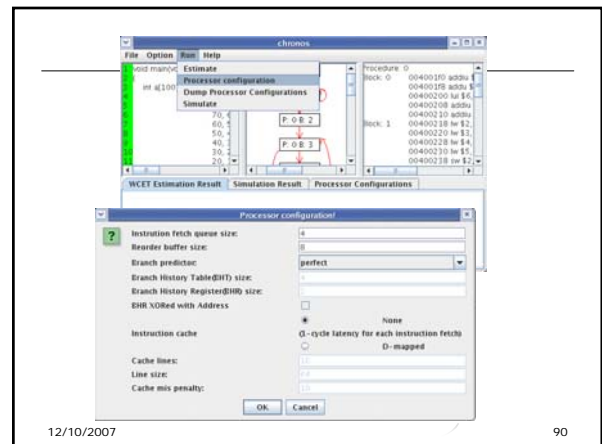 chronos
File Option Run Help
Estimate
Processor configuration
Dump Processor Configurations
Simulate
void main(vo
int a[100]
70,
60,
50,
40,
30,
20,
P: 0 B: 2
P: 0 B: 3
Procedure: 0
Block: 0 004001f0 addiu $
004001f8 addiu
00400200 lui $6,
00400208 addiu
00400210 addiu
Block: 1 00400218 lw $2,
00400220 lw $3,
00400228 lw $4,
00400230 lw $5,
00400238 sw $2,
WCET Estimation Result Simulation Result Processor Configurations
Processor configuration!
Instrution fetch queue size: 4
Reorder buffer size: 8
Branch predictor: perfect
Branch History Table(BHT) size:
Branch History Register(BHR) size:
BHR XORed with Address
None
Instruction cache (1-cycle latency for each instruction fetch)
D-mapped
Cache lines:
Line size:
Cache mis penalty:
OK Cancel
12/10/2007 90